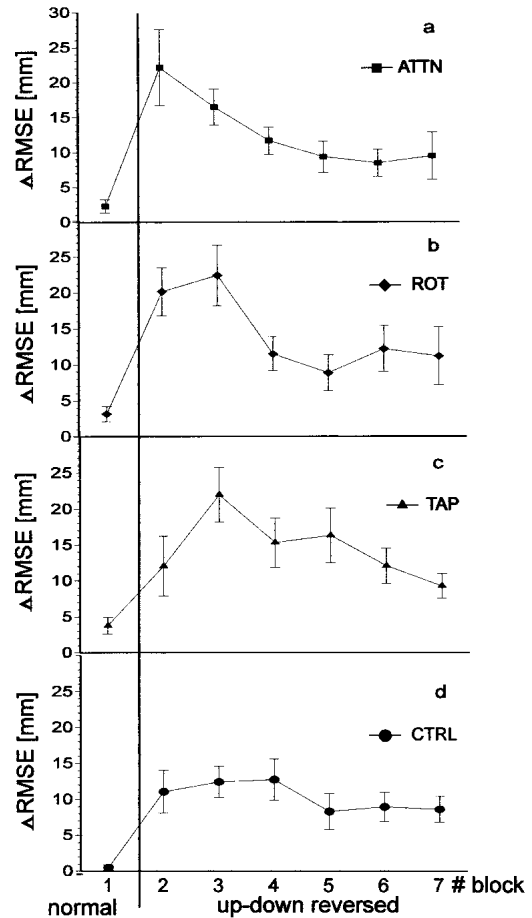 30
a
25
ATTN
20
15
10
5
0
ΔRMSE [mm]
b
25
ROT
20
15
10
5
0
ΔRMSE [mm]
c
25
TAP
20
15
10
5
0
ΔRMSE [mm]
d
25
CTRL
20
15
10
5
0
ΔRMSE [mm]
1 2 3 4 5 6 7 # block
normal up-down reversed